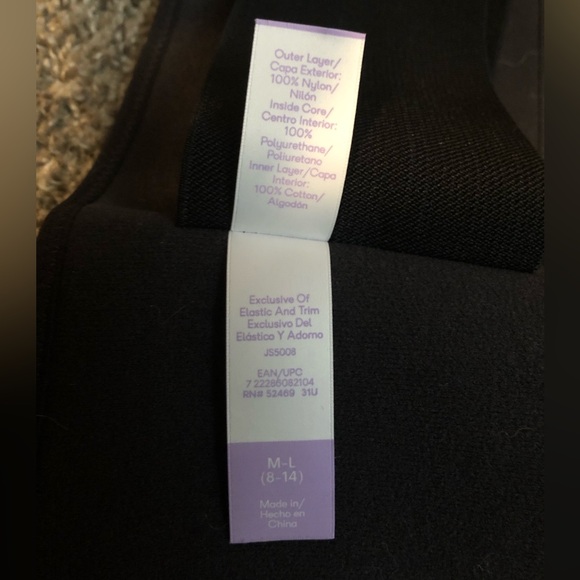 Outer Layer/
Capa Exterior:
100% Nylon/
Nilón
Inside Core/
Centro Interior:
100%
Polyurethane/
Poliuretano
Inner Layer/Capa
Interior:
100% Cotton/
Algodón
Exclusive Of
Elastic And Trim
Exclusivo Del
Elástico Y Adorno
JS5008
EAN/UPC
7 22286082104
RN# 52469 31U
M-L
(8-14)
Made in/
Hecho en
China